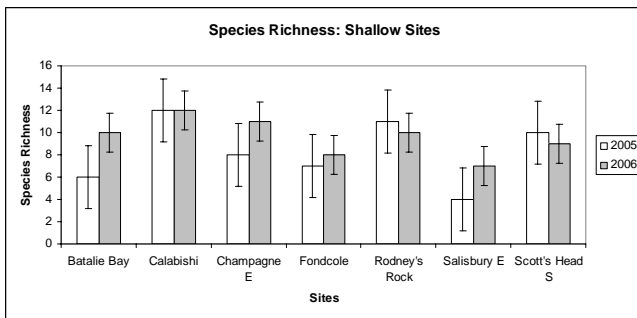 Species Richness: Shallow Sites
Species Richness
16
14
12
10
8
6
4
2
0
Batalie Bay Calabishi Champagne E Fondcole Rodney's Rock Salisbury E Scott's Head S
Sites
2005
2006